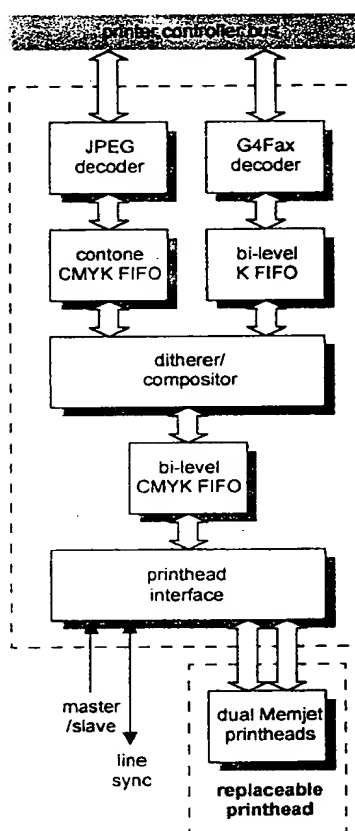 printer controller bus
JPEG
decoder
G4Fax
decoder
contone
CMYK FIFO
bi-level
K FIFO
ditherer/
compositor
bi-level
CMYK FIFO
printhead
interface
master
/slave
line
sync
dual Memjet
printheads
replaceable
printhead